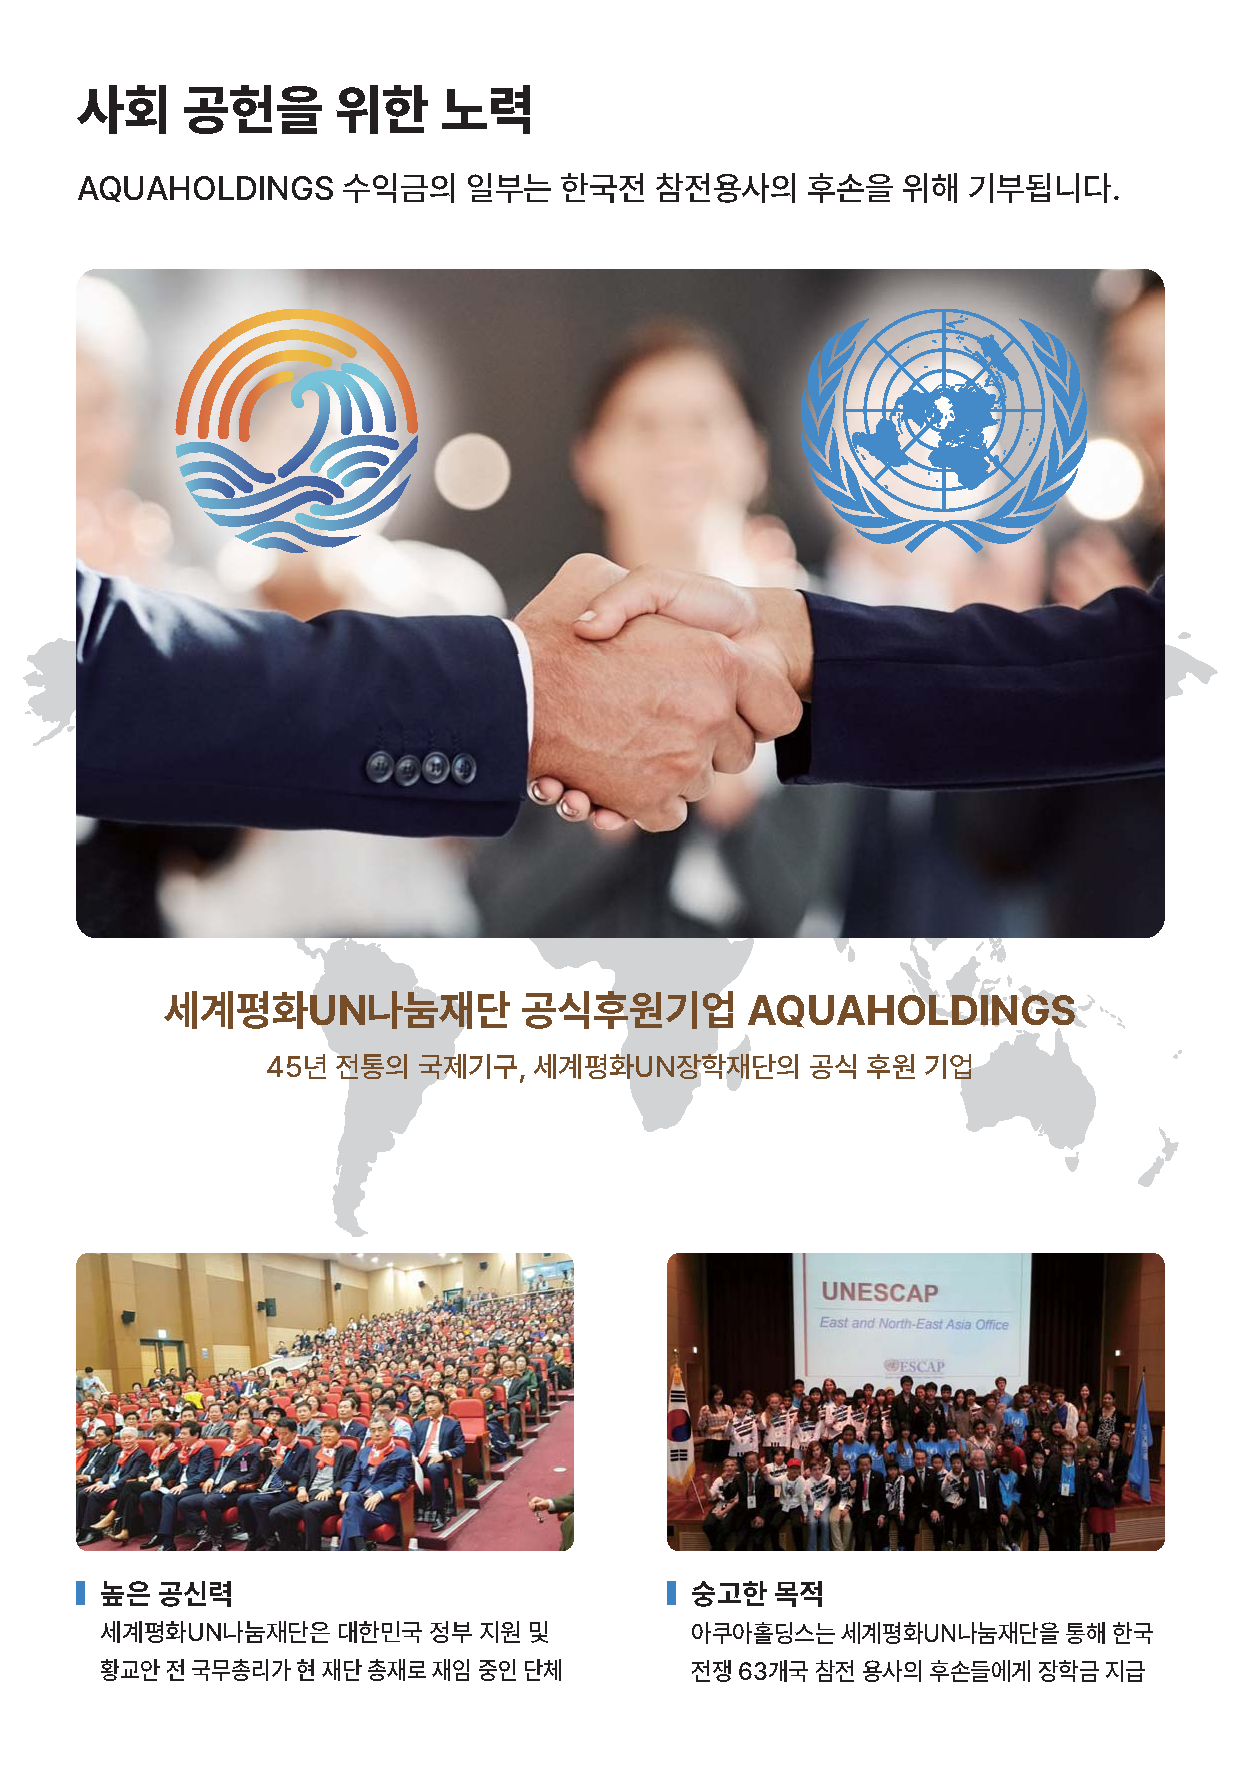 사회 공헌을 위한 노력
AQUAHOLDINGS 수익금의 일부는 한국전 참전용사의 후손을 위해 기부됩니다.
세계평화UN나눔재단 공식후원기업 AQUAHOLDINGS
45년 전통의 국제기구, 세계평화UN장학재단의 공식 후원 기업
UNESCAP
East and North-East Asia Office
ESCAP
높은 공신력
세계평화UN나눔재단은 대한민국 정부 지원 및
황교안 전 국무총리가 현 재단 총재로 재임 중인 단체
숭고한 목적
아쿠아홀딩스는 세계평화UN나눔재단을 통해 한국
전쟁 63개국 참전 용사의 후손들에게 장학금 지급